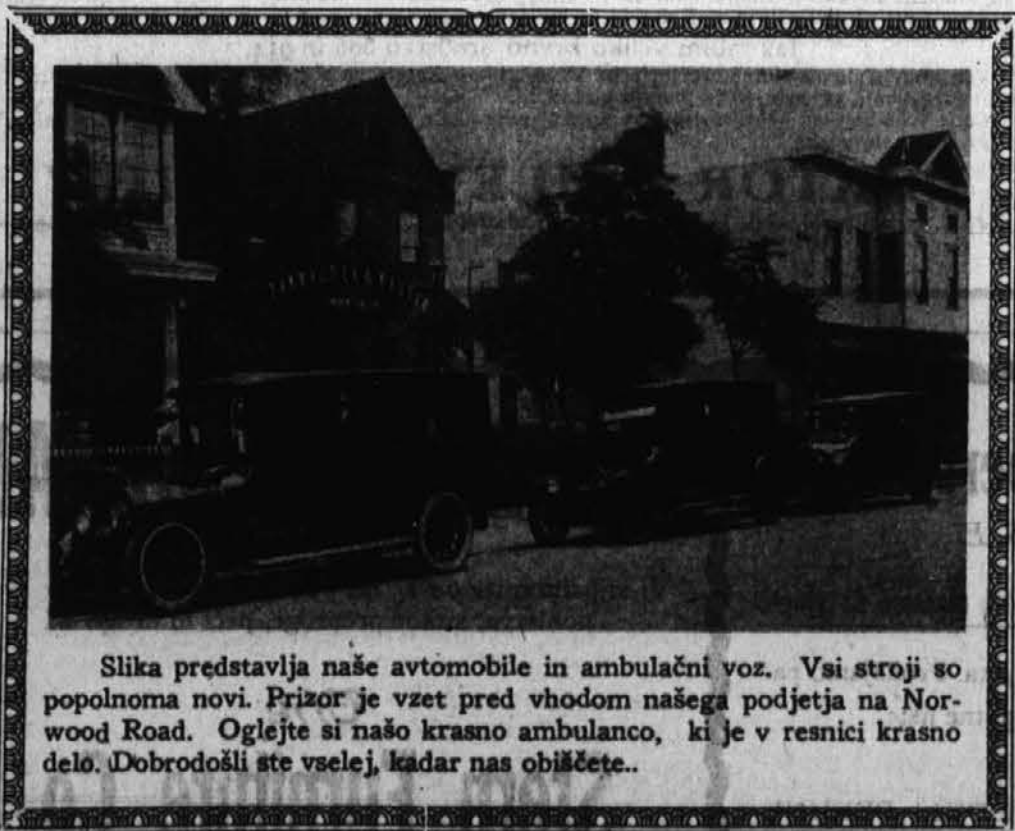 Slika predstavlja naše avtomobile in ambulačni voz. Vsi stroji so
popolnoma novi. Prizor je vzet pred vhodom našega podjetja na Nor-
wood Road. Oglejte si našo krasno ambulanco, ki je v resnici krasno
delo. Dobrodošli ste vselej, kadar nas obiščete..